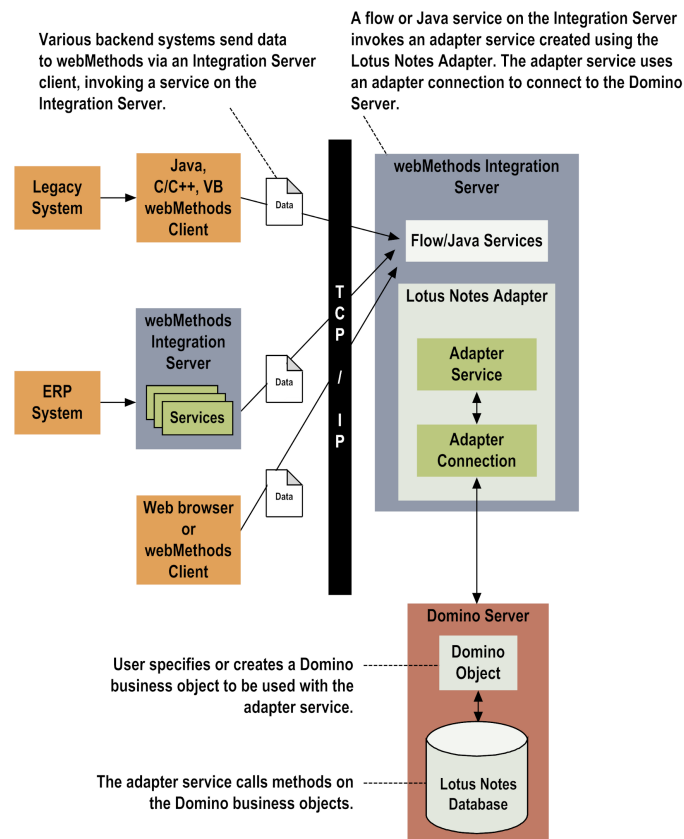 Various backend systems send data
to webMethods via an Integration Server
client, invoking a service on the
Integration Server.
A flow or Java service on the Integration Server
invokes an adapter service created using the
Lotus Notes Adapter. The adapter service uses
an adapter connection to connect to the Domino
Server.
Legacy
System
Java,
C/C++, VB
webMethods
Client
Data
webMethods Integration
Server
Flow/Java Services
Lotus Notes Adapter
Adapter
Service
Adapter
Connection
T
C
P
/
I
P
webMethods
Integration
Server
Services
ERP
System
Data
Data
Web browser
or
webMethods
Client
Domino Server
Domino
Object
User specifies or creates a Domino
business object to be used with the
adapter service.
Lotus Notes
Database
The adapter service calls methods on
the Domino business objects.